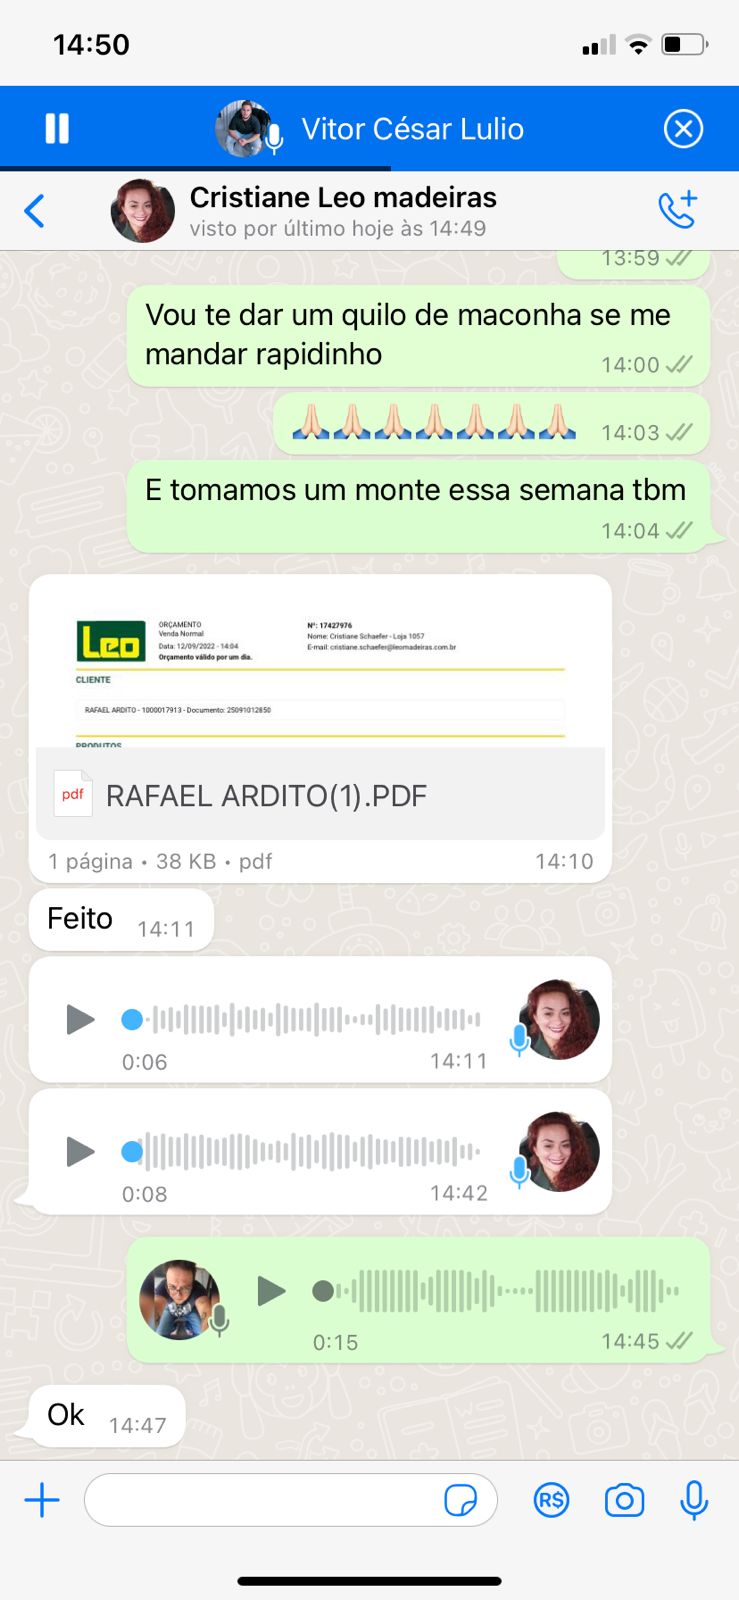 14:50
Vitor César Lulio
Cristiane Leo madeiras
visto por último hoje às 14:49
13:59
Vou te dar um quilo de maconha se me
mandar rapidinho
14:00
14:03
E tomamos um monte essa semana tbm
14:04
Leo
ORÇAMENTO
Venda Normal
Data: 12/09/2022 - 14:04
Orçamento válido por um dia.
Nº: 17427976
Nome: Cristiane Schaefer - Loja 1057
E-mail: cristiane.schaefer@leomadeiras.com.br
CLIENTE
RAFAEL ARDITO - 1000017913 - Documento: 25091012850
PRODUTOS
pdf
RAFAEL ARDITO(1).PDF
1 página • 38 KB • pdf
14:10
Feito
14:11
0:06
14:11
0:08
14:42
0:15
14:45
Ok
14:47
R$